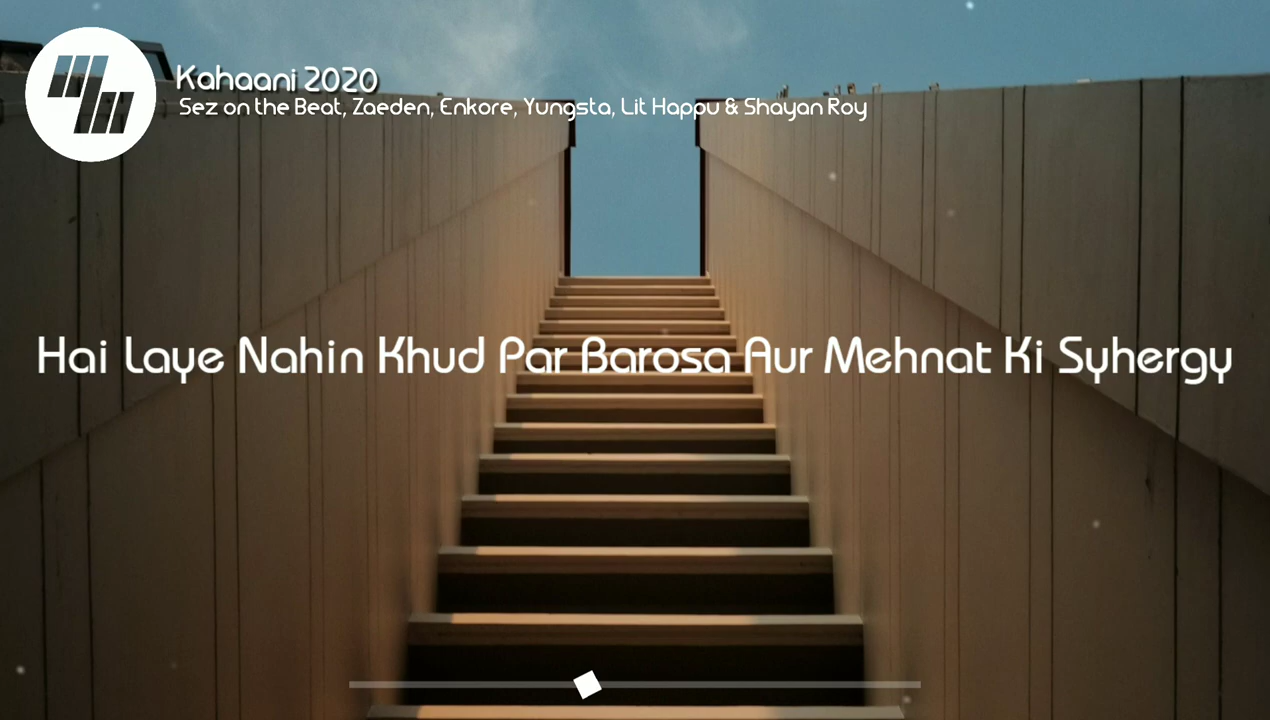 Kahaani 2020
Sez on the Beat, Zaeden, Enkore, Yungsta, Lit Happu & Shayan Roy
Hai Laye Nahin Khud Par Barosa Aur Mehnat Ki Syhergy